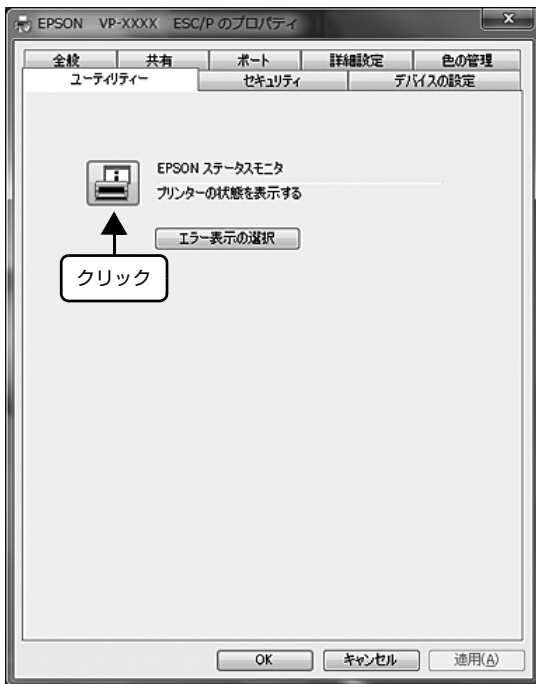 EPSON VP-XXXX ESC/P のプロパティ
全般 共有 ポート 詳細設定 色の管理
ユーティリティー セキュリティ デバイスの設定
EPSON ステータスモニタ
プリンターの状態を表示する
エラー表示の選択
クリック
OK キャンセル 適用(A)